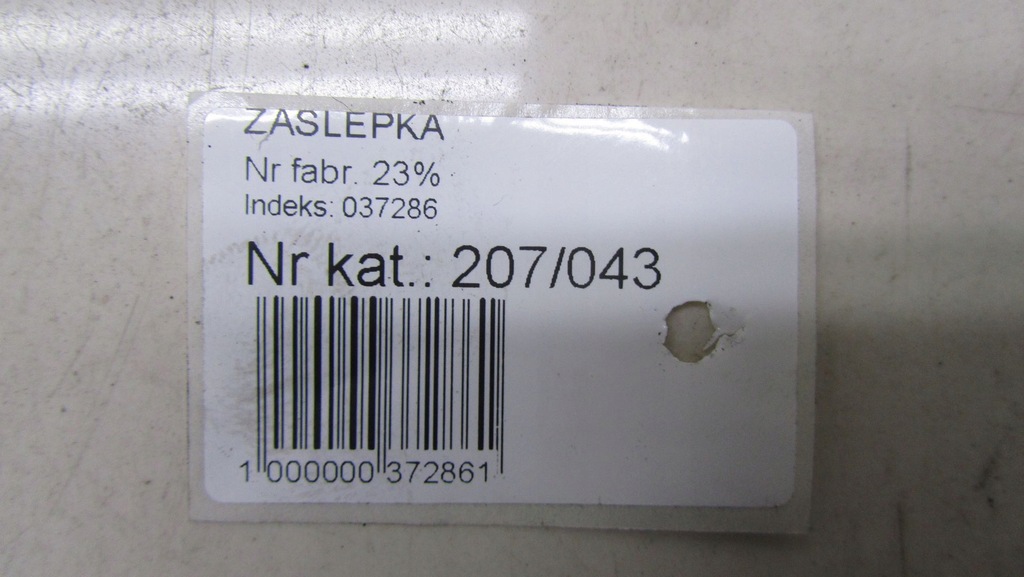 ZASLEPKA
Nr fabr. 23%
Indeks: 037286
Nr kat.: 207/043
1 000000 372861